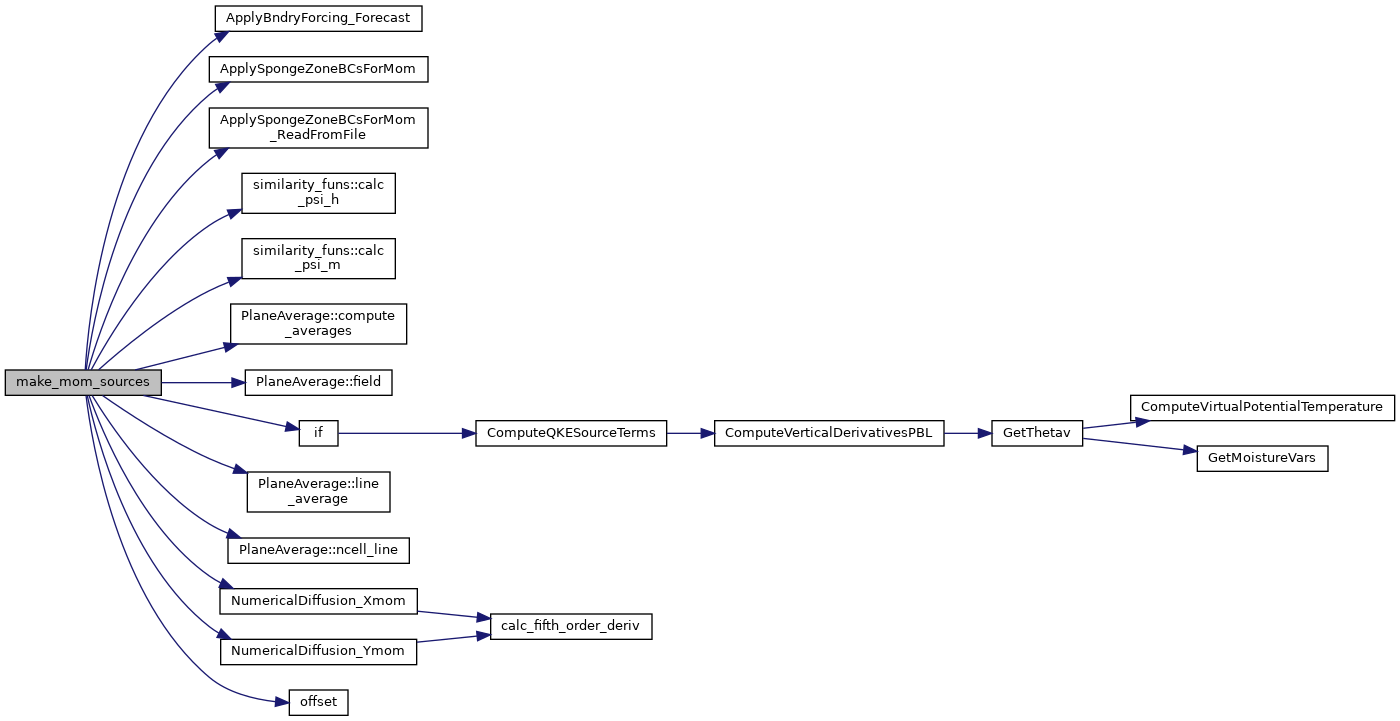 ApplyBndryForcing_Forecast
ApplySpongeZoneBCsForMom
ApplySpongeZoneBCsForMom
_ReadFromFile
similarity_funs::calc
_psi_h
similarity_funs::calc
_psi_m
PlaneAverage::compute
_averages
make_mom_sources
PlaneAverage::field
if
ComputeQKESourceTerms
ComputeVerticalDerivativesPBL
GetThetav
ComputeVirtualPotentialTemperature
GetMoistureVars
PlaneAverage::line
_average
PlaneAverage::ncell_line
NumericalDiffusion_Xmom
calc_fifth_order_deriv
NumericalDiffusion_Ymom
offset